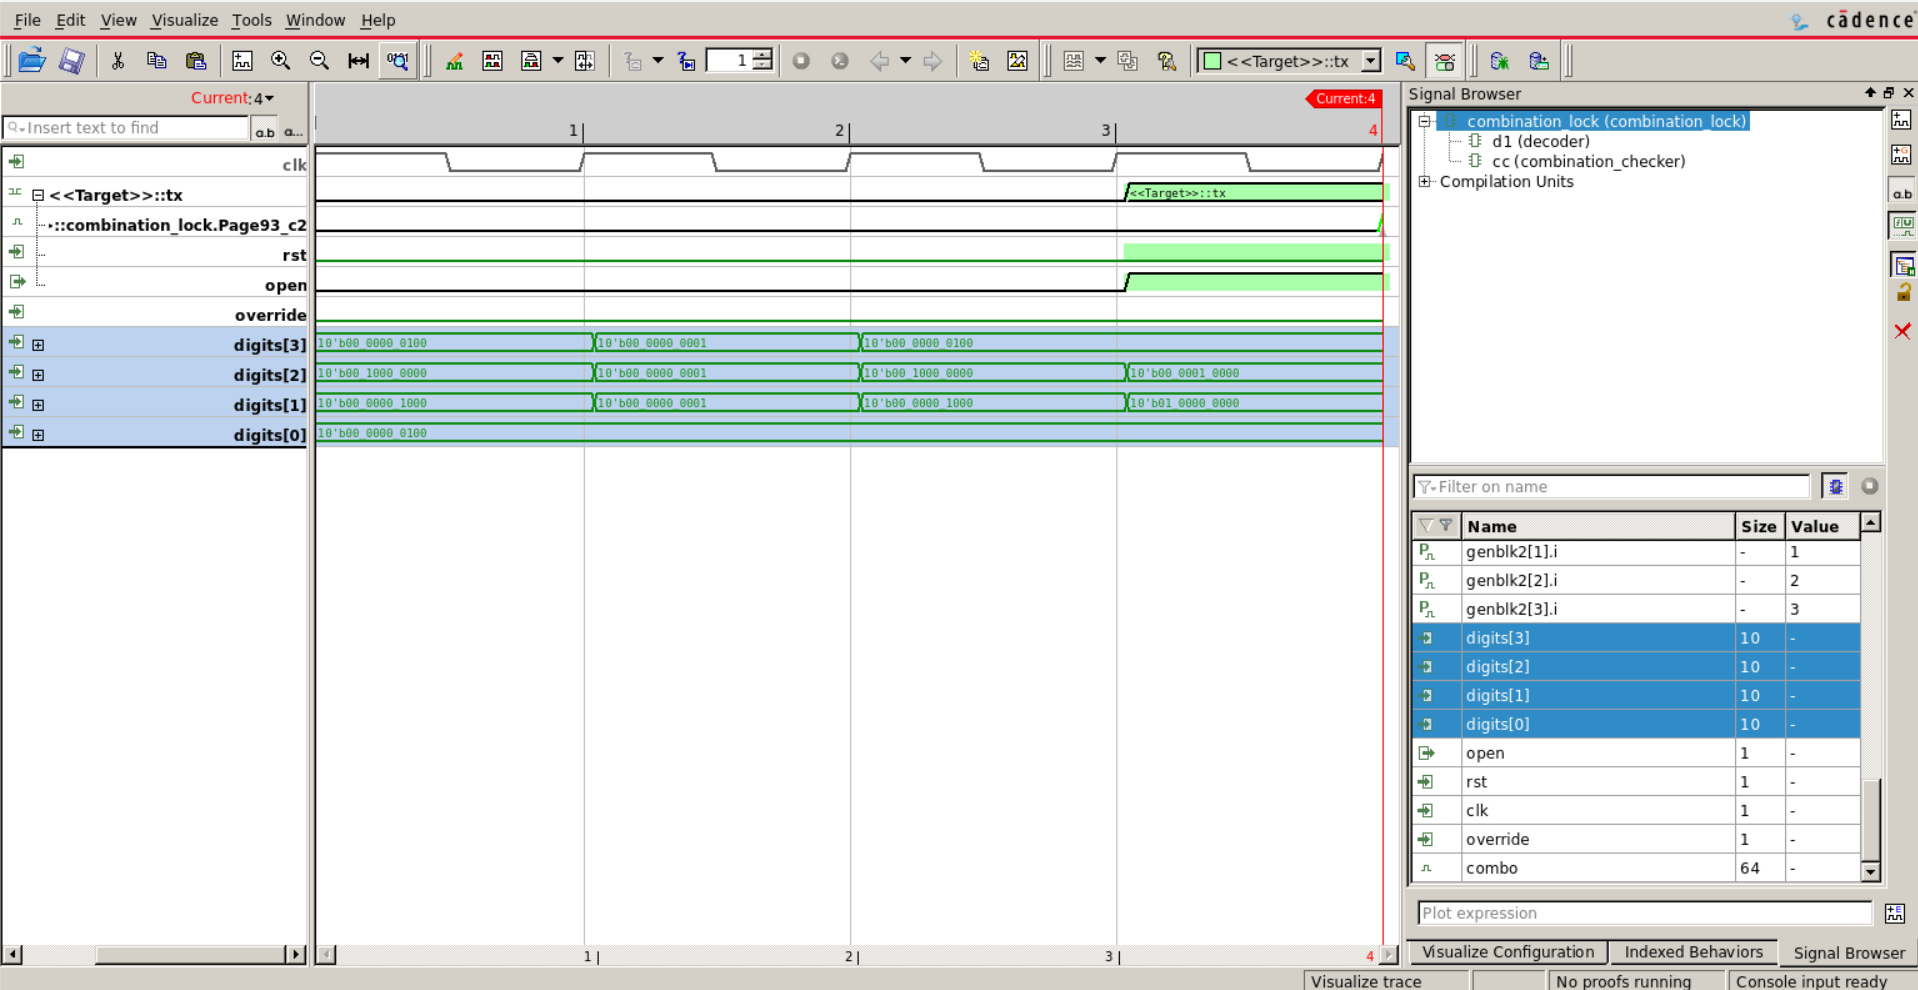 File Edit View Visualize Tools Window Help
cādence
1
<<Target>>::tx
Current:4
Insert text to find
a.b
a...
Current:4
1 2 3 4
clk
<<Target>>::tx
<<Target>>::tx
::combination_lock.Page93_c2
rst
open
override
digits[3] 10'b00_0000_0100 10'b00_0000_0001 10'b00_0000_0100
digits[2] 10'b00_1000_0000 10'b00_0000_0001 10'b00_1000_0000 10'b00_0001_0000
digits[1] 10'b00_0000_1000 10'b00_0000_0001 10'b00_0000_1000 10'b01_0000_0000
digits[0] 10'b00_0000_0100
1 2 3 4
Signal Browser
combination_lock (combination_lock)
d1 (decoder)
cc (combination_checker)
Compilation Units
a.b
Filter on name
Name Size Value
genblk2[1].i - 1
genblk2[2].i - 2
genblk2[3].i - 3
digits[3] 10 -
digits[2] 10 -
digits[1] 10 -
digits[0] 10 -
open 1 -
rst 1 -
clk 1 -
override 1 -
combo 64 -
Plot expression
Visualize Configuration Indexed Behaviors Signal Browser
Visualize trace No proofs running Console input ready